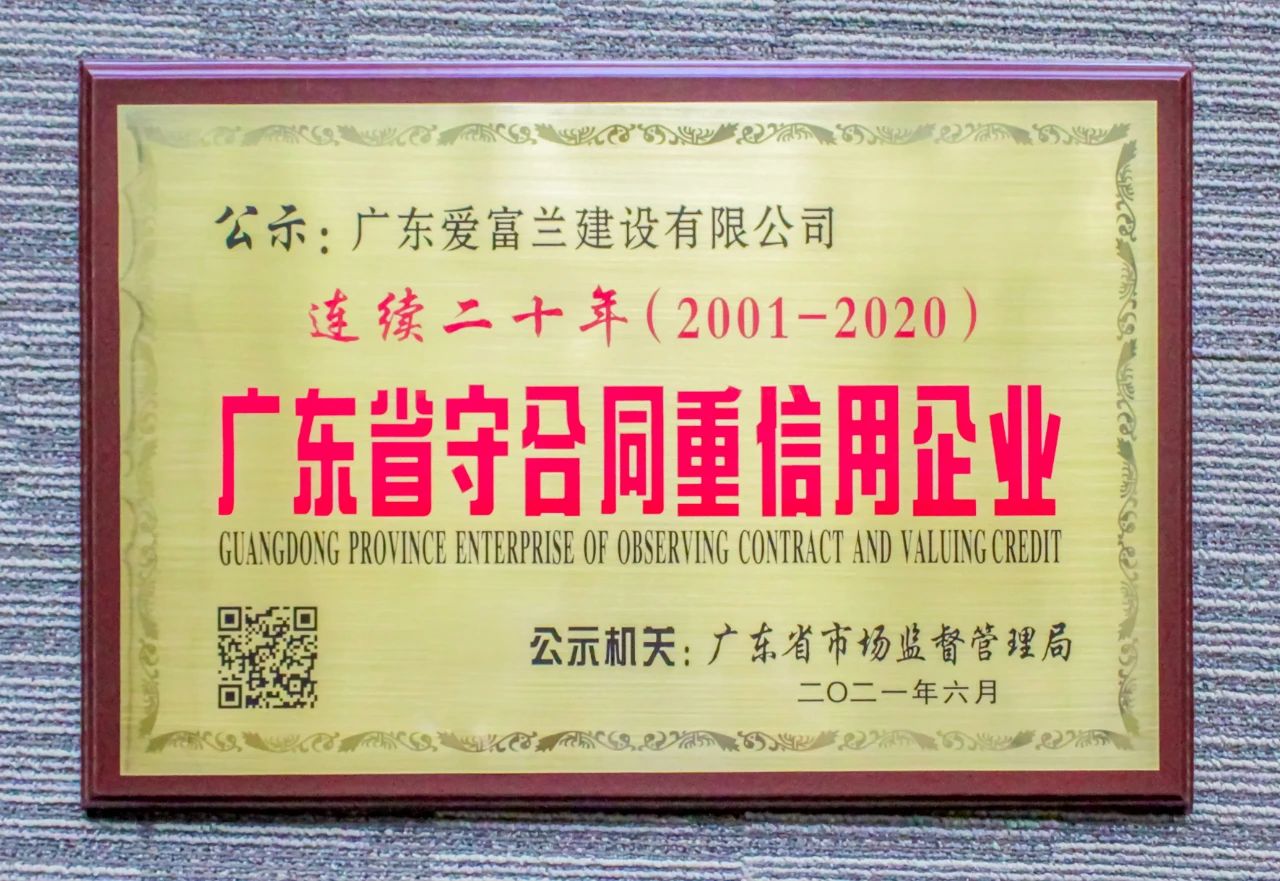 公示：广东爱富兰建设有限公司
连续二十年(2001-2020)
广东省守合同重信用企业
GUANGDONG PROVINCE ENTERPRISE OF OBSERVING CONTRACT AND VALUING CREDIT
公示机关：广东省市场监督管理局
二〇二一年六月